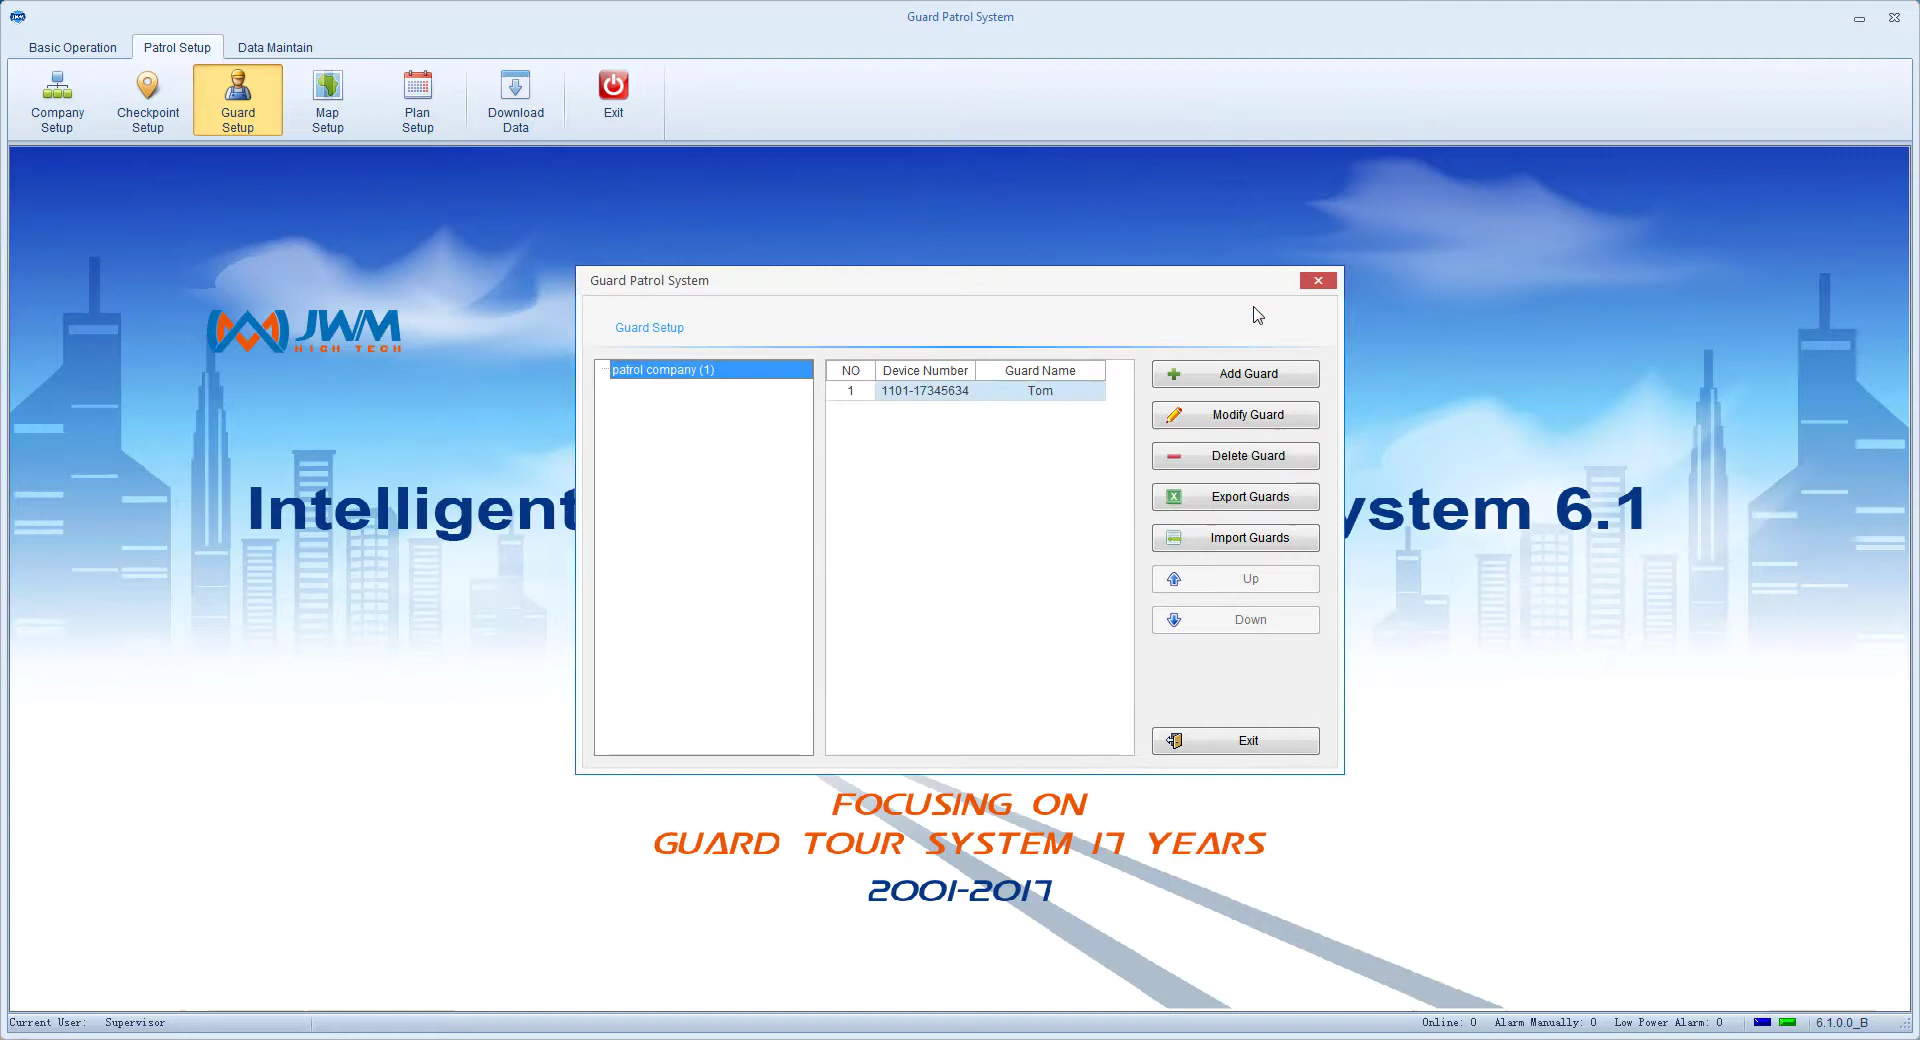 Guard Patrol System
Basic Operation Patrol Setup Data Maintain
Company Setup
Checkpoint Setup
Guard Setup
Map Setup
Plan Setup
Download Data
Exit
JWM
HIGH TECH
Intelligent ystem 6.1
Guard Patrol System
Guard Setup
patrol company (1)
NO Device Number Guard Name
1 1101-17345634 Tom
Add Guard
Modify Guard
Delete Guard
Export Guards
Import Guards
Up
Down
Exit
FOCUSING ON
GUARD TOUR SYSTEM 17 YEARS
2001-2017
Current User: Supervisor Online: 0 Alarm Manually: 0 Low Power Alarm: 0 6.1.0.0_B